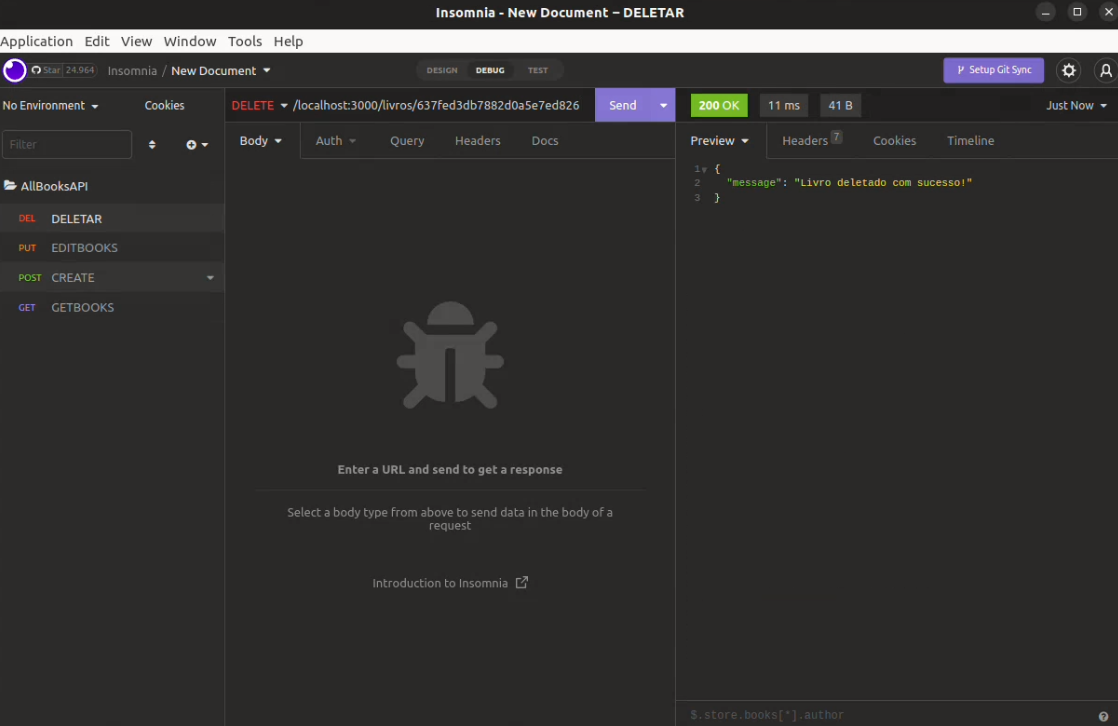 Insomnia - New Document – DELETAR
Application Edit View Window Tools Help
Star 24.964 Insomnia / New Document DESIGN DEBUG TEST Setup Git Sync
No Environment Cookies DELETE /localhost:3000/livros/637fed3db7882d0a5e7ed826 Send 200 OK 11 ms 41 B Just Now
Filter Body Auth Query Headers Docs Preview Headers 7 Cookies Timeline
AllBooksAPI
DEL DELETAR
PUT EDITBOOKS
POST CREATE
GET GETBOOKS
Enter a URL and send to get a response
Select a body type from above to send data in the body of a
request
Introduction to Insomnia
1 {
2 "message": "Livro deletado com sucesso!"
3 }
$.store.books[*].author